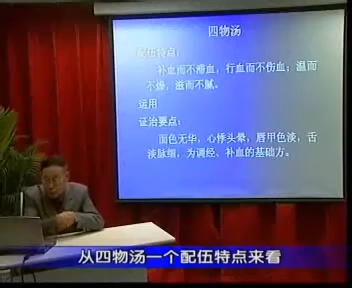 四物汤
配伍特点:
补血而不滞血，行血而不伤血；温而
不燥，滋而不腻。
运用
证治要点:
面色无华，心悸头晕，唇甲色淡，舌
淡脉细，为调经、补血的基础方。
从四物汤一个配伍特点来看